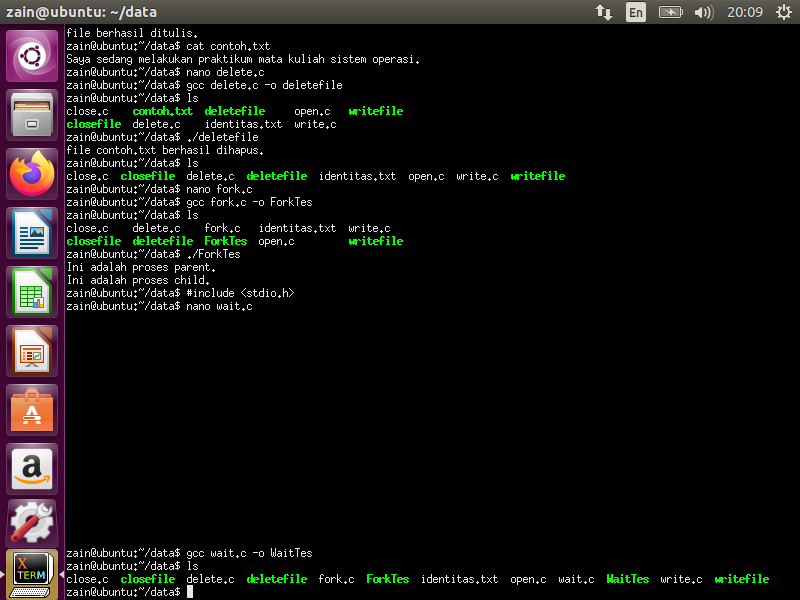 zain@ubuntu: ~/data
En
20:09
file berhasil ditulis.
zain@ubuntu:~/data$ cat contoh.txt
Saya sedang melakukan praktikum mata kuliah sistem operasi.
zain@ubuntu:~/data$ nano delete.c
zain@ubuntu:~/data$ gcc delete.c -o deletefile
zain@ubuntu:~/data$ ls
close.c contoh.txt deletefile open.c writefile
closefile delete.c identitas.txt write.c
zain@ubuntu:~/data$ ./deletefile
file contoh.txt berhasil dihapus.
zain@ubuntu:~/data$ ls
close.c closefile delete.c deletefile identitas.txt open.c write.c writefile
zain@ubuntu:~/data$ nano fork.c
zain@ubuntu:~/data$ gcc fork.c -o ForkTes
zain@ubuntu:~/data$ ls
close.c delete.c fork.c identitas.txt write.c
closefile deletefile ForkTes open.c writefile
zain@ubuntu:~/data$ ./ForkTes
Ini adalah proses parent.
Ini adalah proses child.
zain@ubuntu:~/data$ #include <stdio.h>
zain@ubuntu:~/data$ nano wait.c
zain@ubuntu:~/data$ gcc wait.c -o WaitTes
zain@ubuntu:~/data$ ls
close.c closefile delete.c deletefile fork.c ForkTes identitas.txt open.c wait.c WaitTes write.c writefile
zain@ubuntu:~/data$
A
a
X
TERM